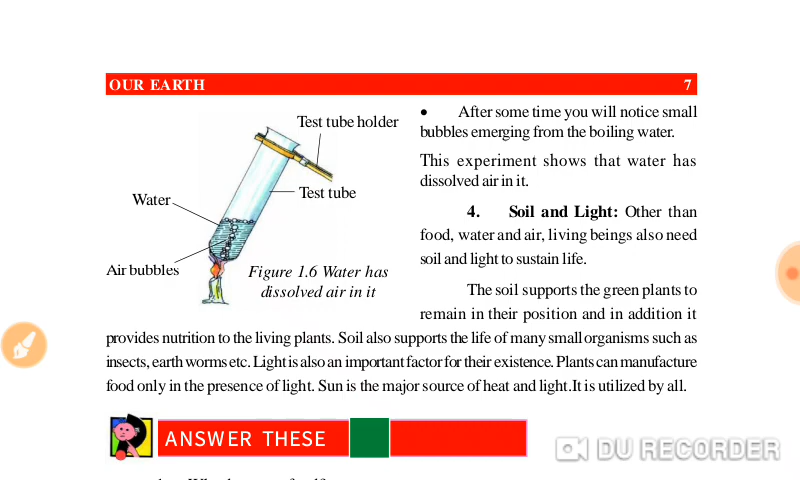 OUR EARTH 7
Test tube holder
Test tube
Water
Air bubbles
Figure 1.6 Water has
dissolved air in it
• After some time you will notice small
bubbles emerging from the boiling water.
This experiment shows that water has
dissolved air in it.
4. Soil and Light: Other than
food, water and air, living beings also need
soil and light to sustain life.
The soil supports the green plants to
remain in their position and in addition it
provides nutrition to the living plants. Soil also supports the life of many small organisms such as
insects, earth worms etc. Light is also an important factor for their existence. Plants can manufacture
food only in the presence of light. Sun is the major source of heat and light.It is utilized by all.
ANSWER THESE
DU RECORDER